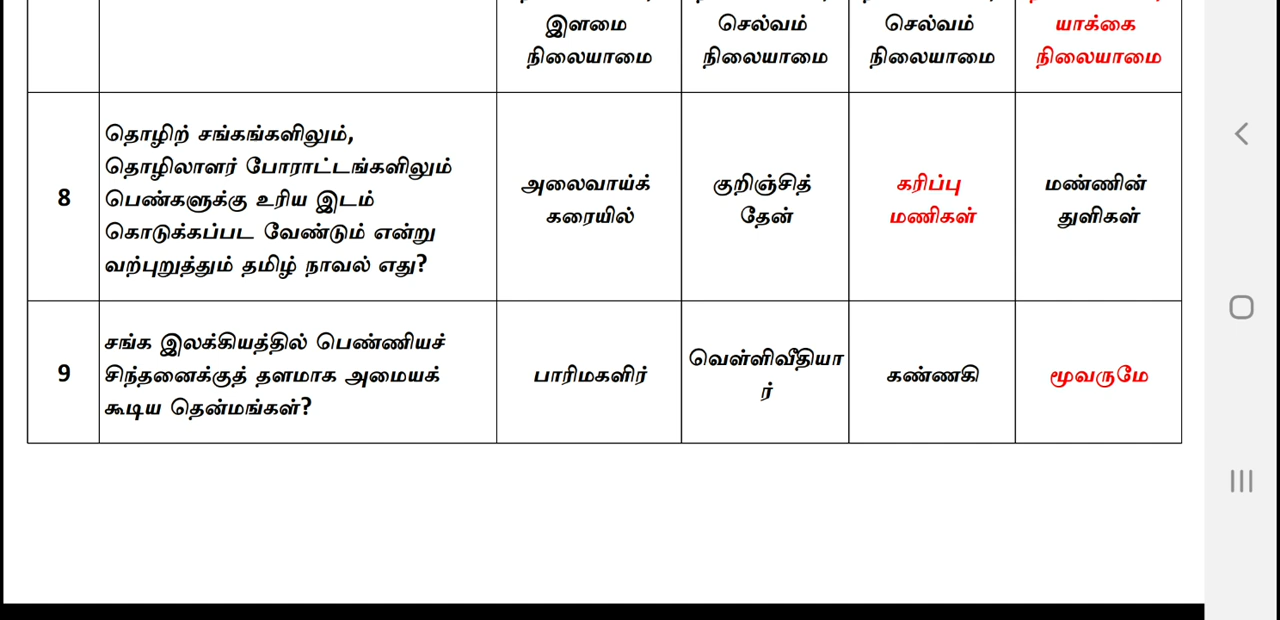 இளமை
நிலையாமை
செல்வம்
நிலையாமை
செல்வம்
நிலையாமை
யாக்கை
நிலையாமை
8
தொழிற் சங்கங்களிலும்,
தொழிலாளர் போராட்டங்களிலும்
பெண்களுக்கு உரிய இடம்
கொடுக்கப்பட வேண்டும் என்று
வற்புறுத்தும் தமிழ் நாவல் எது?
அலைவாய்க்
கரையில்
குறிஞ்சித்
தேன்
கரிப்பு
மணிகள்
மண்ணின்
துளிகள்
9
சங்க இலக்கியத்தில் பெண்ணியச்
சிந்தனைக்குத் தளமாக அமையக்
கூடிய தென்மங்கள்?
பாரிமகளிர்
வெள்ளிவீதியா
ர்
கண்ணகி
மூவருமே